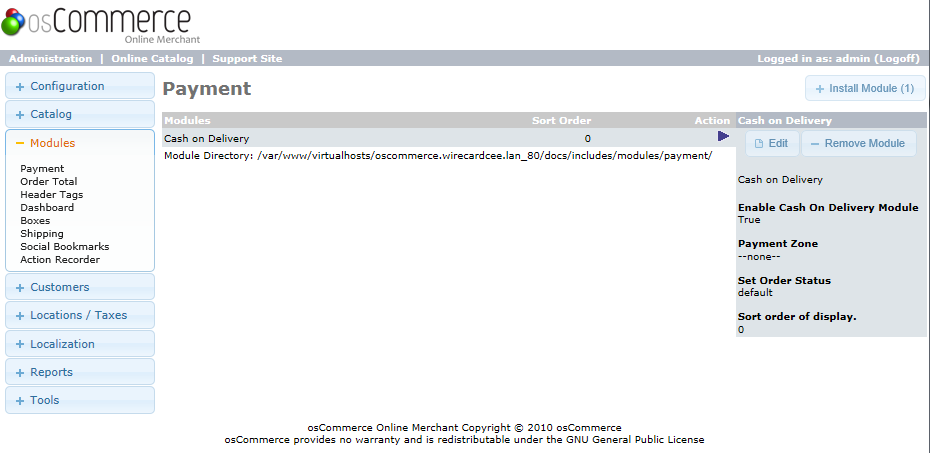 osCommerce
Online Merchant
Administration | Online Catalog | Support Site
Logged in as: admin (Logoff)
+ Configuration
+ Catalog
− Modules
Payment
Order Total
Header Tags
Dashboard
Boxes
Shipping
Social Bookmarks
Action Recorder
+ Customers
+ Locations / Taxes
+ Localization
+ Reports
+ Tools
Payment
+ Install Module (1)
Modules Sort Order Action
Cash on Delivery 0
Module Directory: /var/www/virtualhosts/oscommerce.wirecardcee.lan_80/docs/includes/modules/payment/
Cash on Delivery
Edit − Remove Module
Cash on Delivery
Enable Cash On Delivery Module
True
Payment Zone
--none--
Set Order Status
default
Sort order of display.
0
osCommerce Online Merchant Copyright © 2010 osCommerce
osCommerce provides no warranty and is redistributable under the GNU General Public License